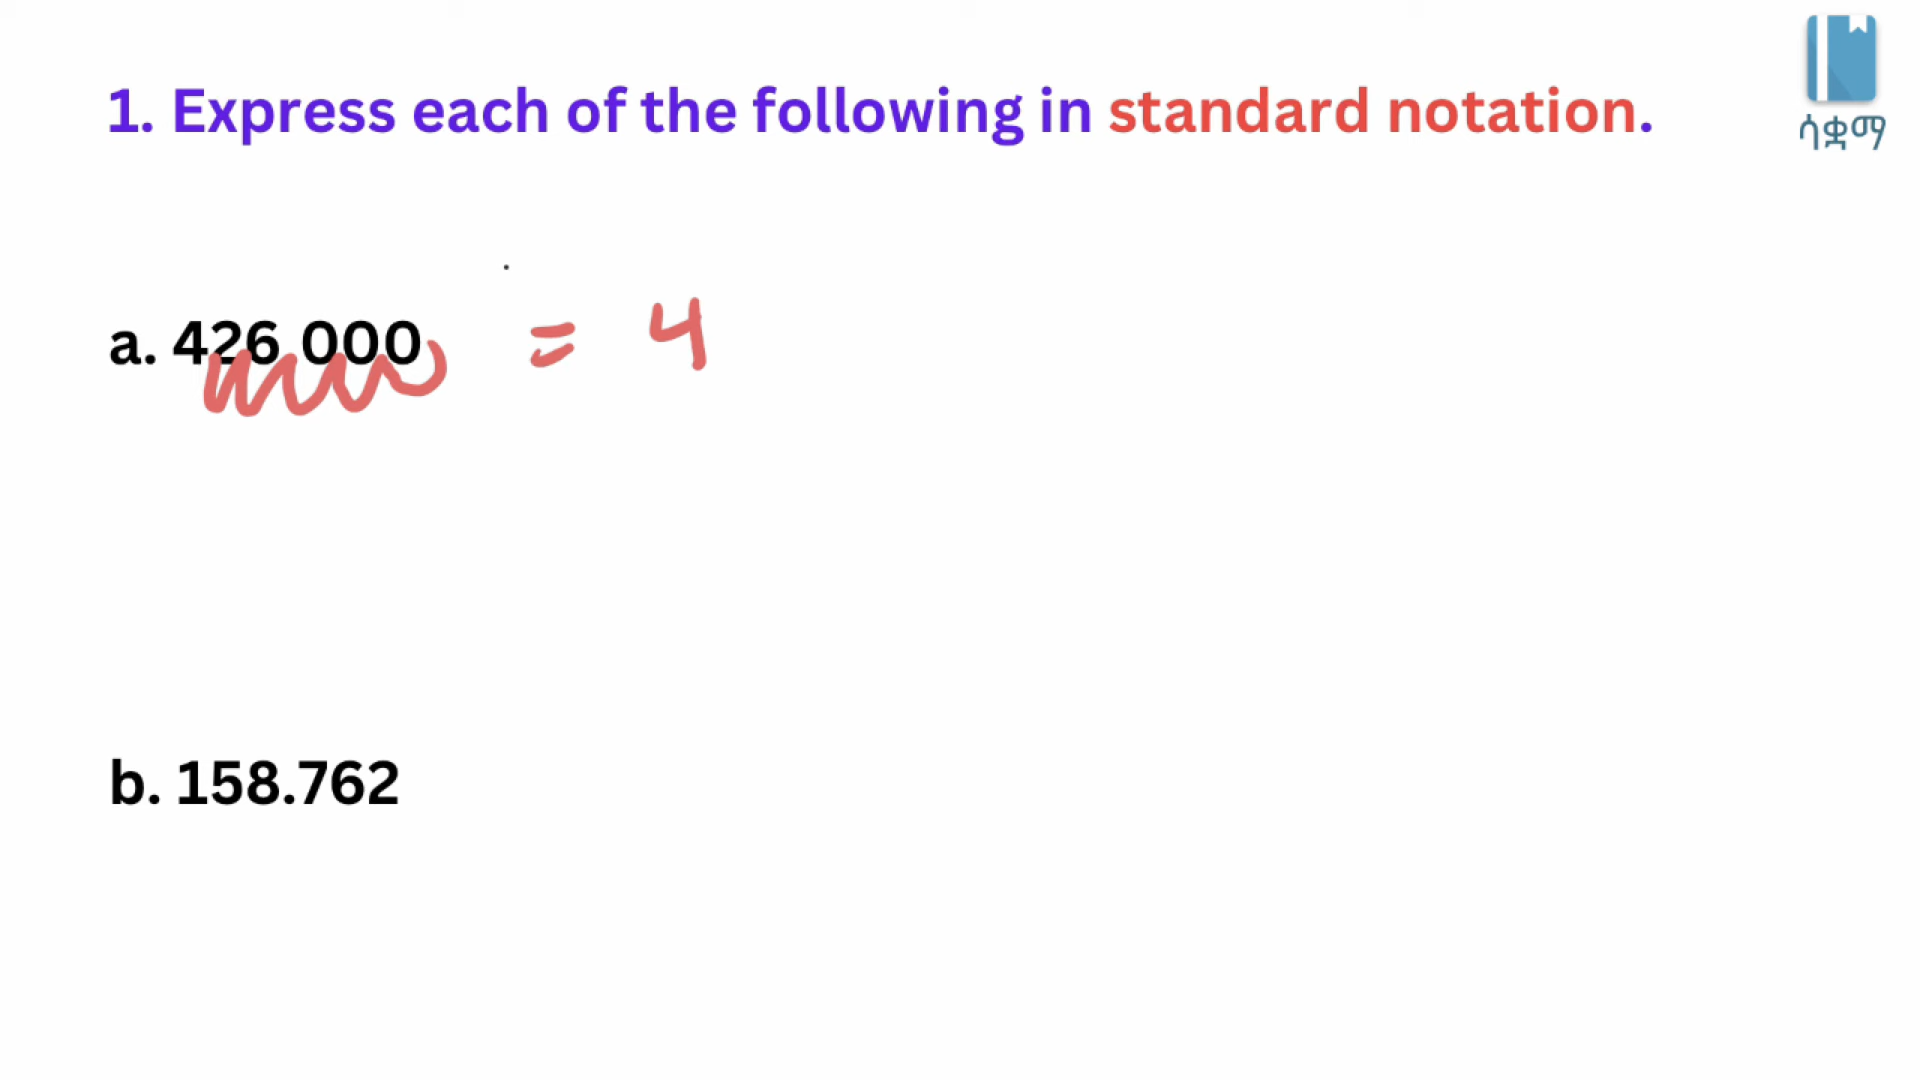 1. Express each of the following in standard notation.
ሳቋማ
a. 426 000 = 4
b. 158.762